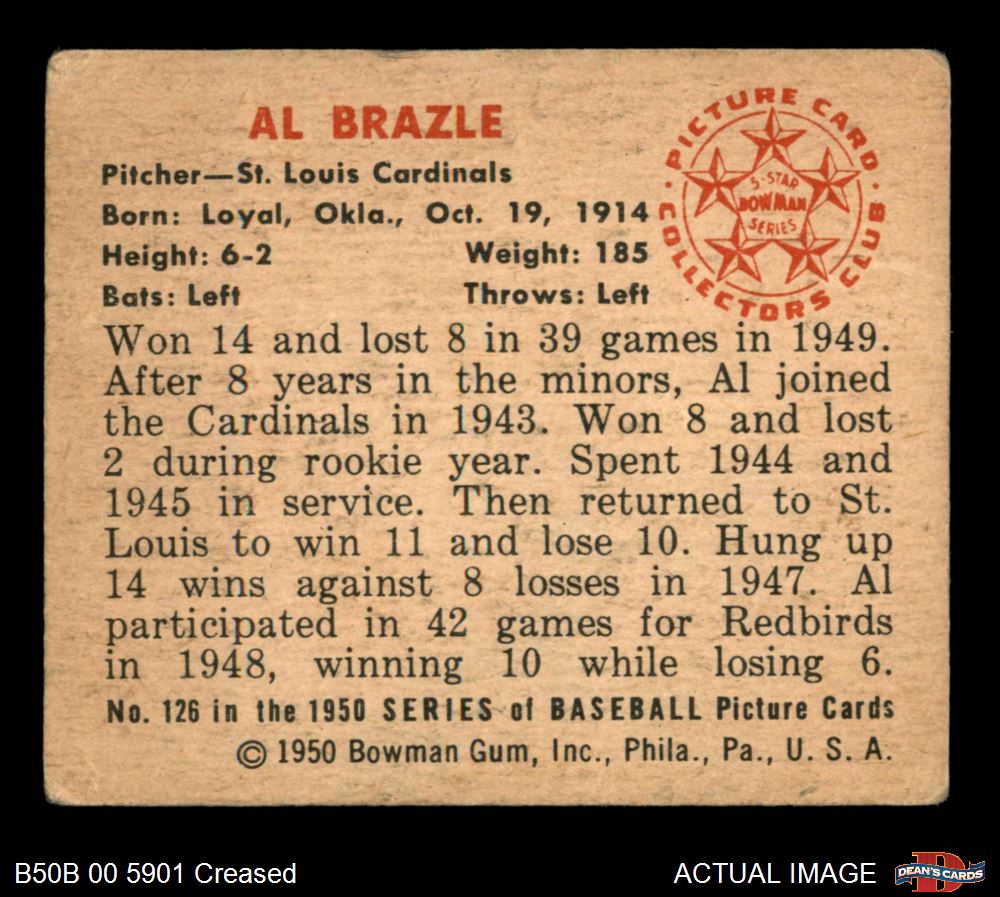 AL BRAZLE
Pitcher—St. Louis Cardinals
Born: Loyal, Okla., Oct. 19, 1914
Height: 6-2 Weight: 185
Bats: Left Throws: Left
PICTURE CARD
COLLECTORS CLUB
5-STAR
BOWMAN
SERIES
Won 14 and lost 8 in 39 games in 1949.
After 8 years in the minors, Al joined
the Cardinals in 1943. Won 8 and lost
2 during rookie year. Spent 1944 and
1945 in service. Then returned to St.
Louis to win 11 and lose 10. Hung up
14 wins against 8 losses in 1947. Al
participated in 42 games for Redbirds
in 1948, winning 10 while losing 6.
No. 126 in the 1950 SERIES of BASEBALL Picture Cards
© 1950 Bowman Gum, Inc., Phila., Pa., U. S. A.
B50B 00 5901 Creased
ACTUAL IMAGE
D
DEAN'S CARDS